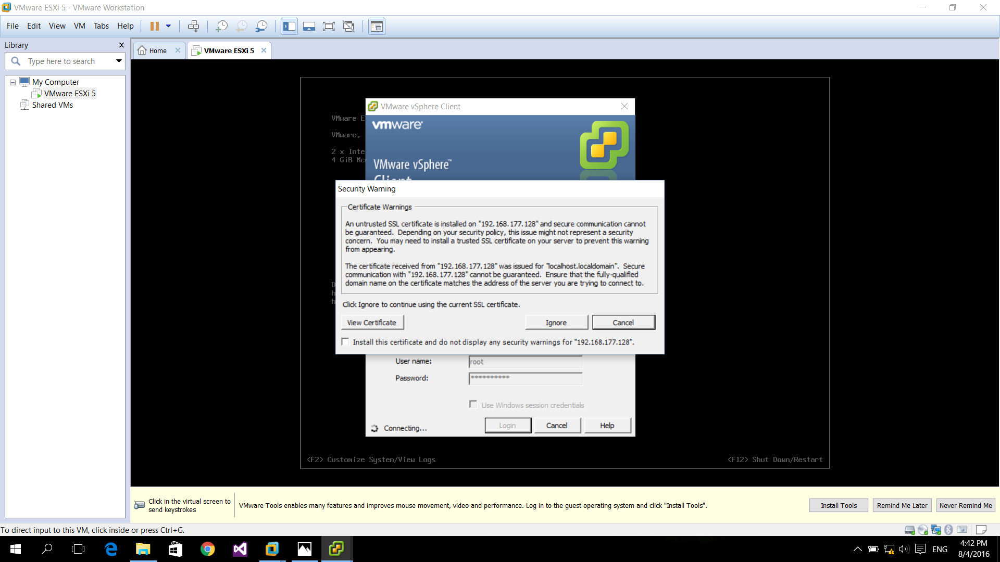 VMware ESXi 5 - VMware Workstation
File Edit View VM Tabs Help
Library
Type here to search
My Computer
VMware ESXi 5
Shared VMs
Home
VMware ESXi 5
VMware E
VMware,
2 x Inte
4 GiB Me
VMware vSphere Client
vmware®
VMware vSphere™
Client
Security Warning
Certificate Warnings
An untrusted SSL certificate is installed on "192.168.177.128" and secure communication cannot
be guaranteed. Depending on your security policy, this issue might not represent a security
concern. You may need to install a trusted SSL certificate on your server to prevent this warning
from appearing.
The certificate received from "192.168.177.128" was issued for "localhost.localdomain". Secure
communication with "192.168.177.128" cannot be guaranteed. Ensure that the fully-qualified
domain name on the certificate matches the address of the server you are trying to connect to.
Click Ignore to continue using the current SSL certificate.
View Certificate Ignore Cancel
Install this certificate and do not display any security warnings for "192.168.177.128".
User name: root
Password: **********
Use Windows session credentials
Connecting... Login Cancel Help
<F2> Customize System/View Logs <F12> Shut Down/Restart
Click in the virtual screen to
send keystrokes
VMware Tools enables many features and improves mouse movement, video and performance. Log in to the guest operating system and click "Install Tools".
Install Tools Remind Me Later Never Remind Me
To direct input to this VM, click inside or press Ctrl+G.
ENG
4:42 PM
8/4/2016